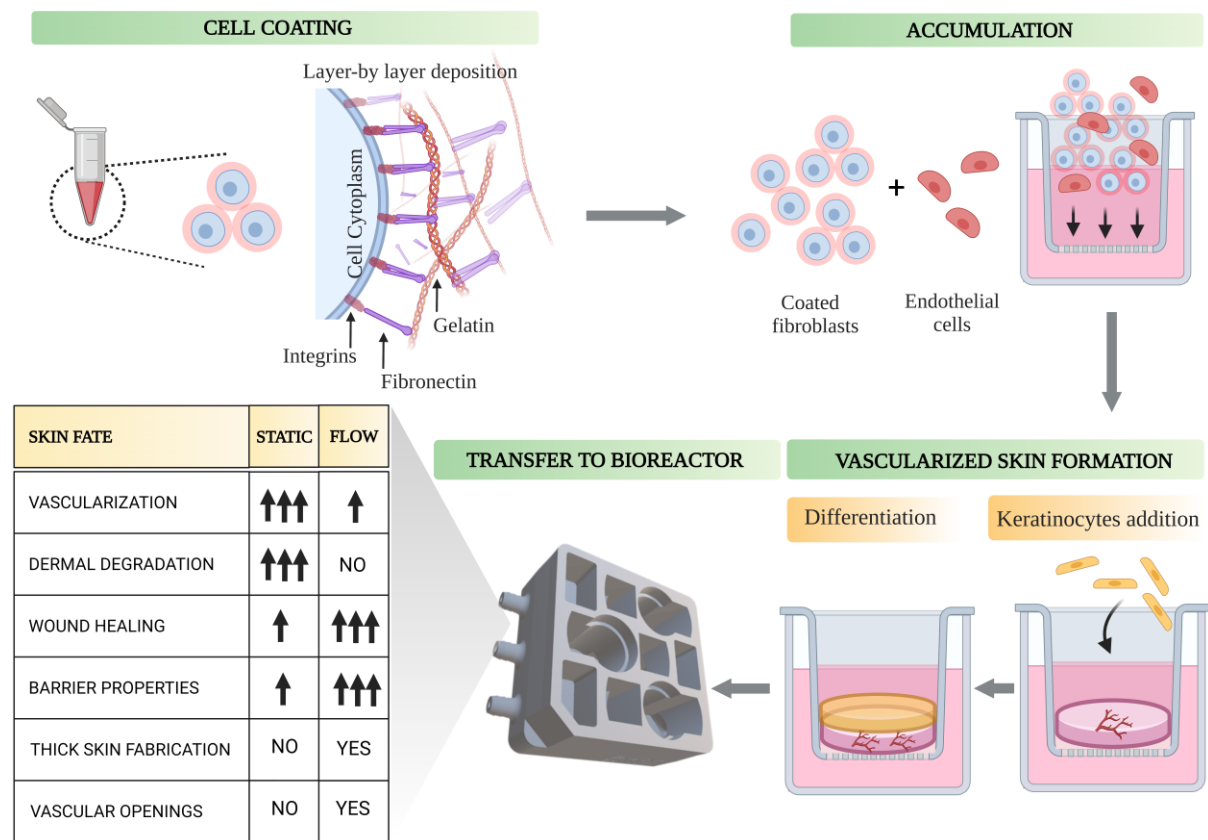 CELL COATING
Layer-by layer deposition
Cell Cytoplasm
Gelatin
Integrins
Fibronectin
ACCUMULATION
+
Coated
fibroblasts
Endothelial
cells
VASCULARIZED SKIN FORMATION
Keratinocytes addition
Differentiation
TRANSFER TO BIOREACTOR
SKIN FATE STATIC FLOW
VASCULARIZATION ↑↑↑ ↑
DERMAL DEGRADATION ↑↑↑ NO
WOUND HEALING ↑ ↑↑↑
BARRIER PROPERTIES ↑ ↑↑↑
THICK SKIN FABRICATION NO YES
VASCULAR OPENINGS NO YES